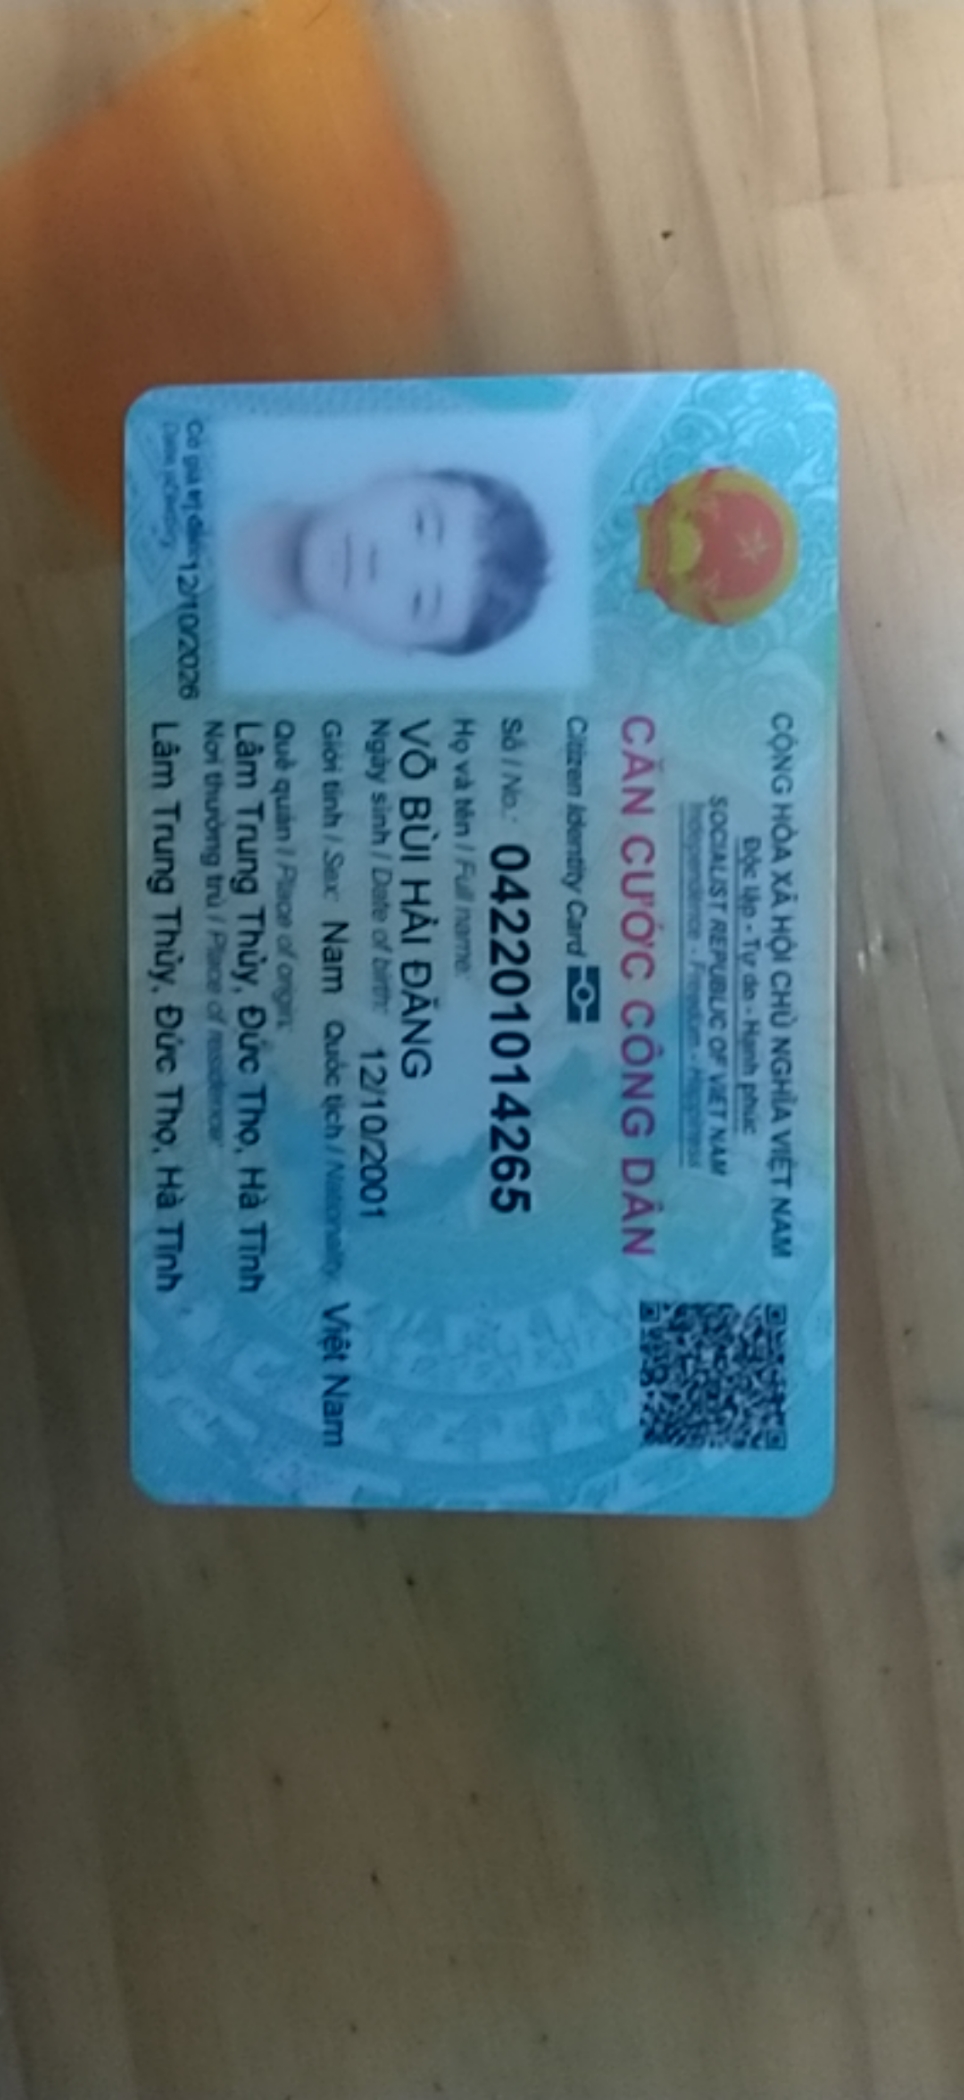 CỘNG HÒA XÃ HỘI CHỦ NGHĨA VIỆT NAM
Độc lập - Tự do - Hạnh phúc
SOCIALIST REPUBLIC OF VIET NAM
Independence - Freedom - Happiness
CĂN CƯỚC CÔNG DÂN
Citizen Identity Card
Số / No.: 042201014265
Họ và tên / Full name:
VÕ BÙI HẢI ĐĂNG
Ngày sinh / Date of birth: 12/10/2001
Giới tính / Sex: Nam Quốc tịch / Nationality: Việt Nam
Quê quán / Place of origin:
Lâm Trung Thủy, Đức Thọ, Hà Tĩnh
Nơi thường trú / Place of residence:
Lâm Trung Thủy, Đức Thọ, Hà Tĩnh
Có giá trị đến: 12/10/2026
Date of expiry